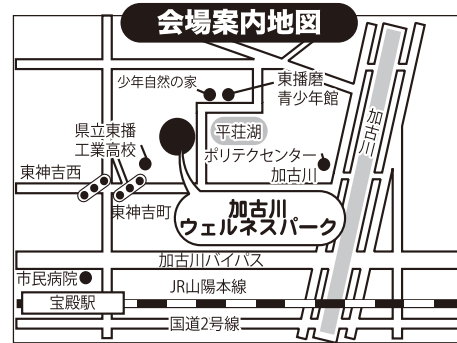 会場案内地図
少年自然の家
東播磨
青少年館
加古川
県立東播
工業高校
平荘湖
ポリテクセンター
加古川
東神吉西
東神吉町
加古川
ウェルネスパーク
加古川バイパス
市民病院
JR山陽本線
宝殿駅
国道2号線